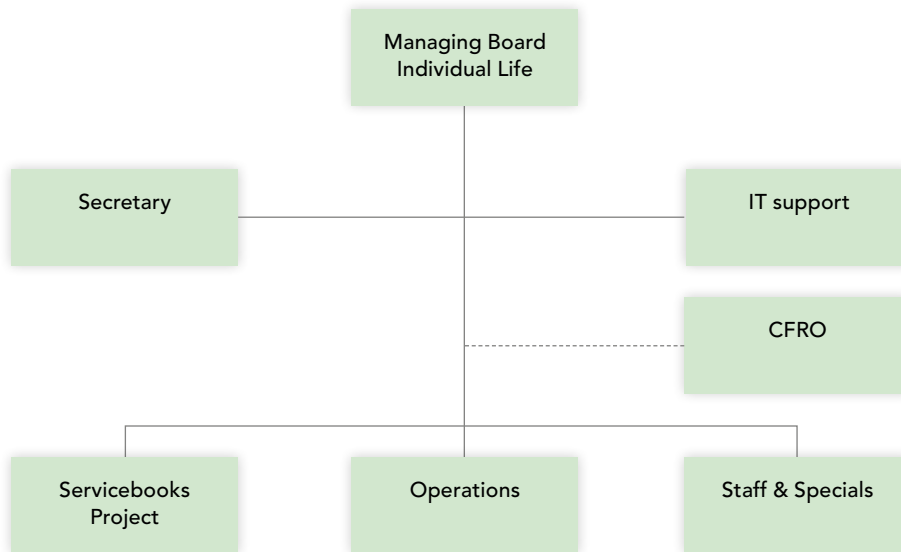 Managing Board
Individual Life
Secretary
IT support
CFRO
Servicebooks
Project
Operations
Staff & Specials